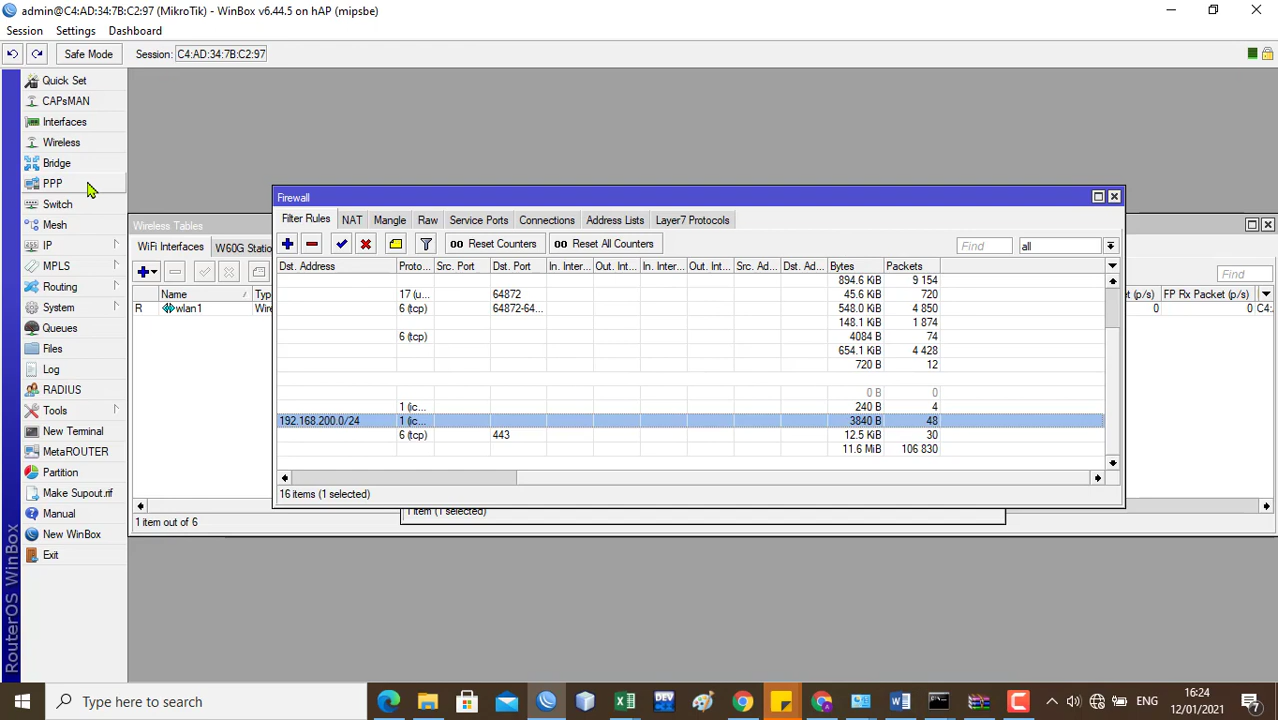 admin@C4:AD:34:7B:C2:97 (MikroTik) - WinBox v6.44.5 on hAP (mipsbe)
Session Settings Dashboard
Safe Mode Session: C4:AD:34:7B:C2:97
Quick Set
CAPsMAN
Interfaces
Wireless
Bridge
PPP
Switch
Mesh
IP
MPLS
Routing
System
Queues
Files
Log
RADIUS
Tools
New Terminal
MetaROUTER
Partition
Make Supout.rif
Manual
New WinBox
Exit
RouterOS WinBox
Wireless Tables
WiFi Interfaces W60G Statio
Find
Name Typ
t (p/s) FP Rx Packet (p/s)
R wlan1 Wire
0 0 C4:
1 item out of 6
Firewall
Filter Rules NAT Mangle Raw Service Ports Connections Address Lists Layer7 Protocols
00 Reset Counters 00 Reset All Counters Find all
Dst. Address Proto... Src. Port Dst. Port In. Inter... Out. Int... In. Inter... Out. Int... Src. Ad... Dst. Ad... Bytes Packets
894.6 KiB 9 154
17 (u... 64872 45.6 KiB 720
6 (tcp) 64872-64... 548.0 KiB 4 850
148.1 KiB 1 874
6 (tcp) 4084 B 74
654.1 KiB 4 428
720 B 12
0 B 0
1 (ic... 240 B 4
192.168.200.0/24 1 (ic... 3840 B 48
6 (tcp) 443 12.5 KiB 30
11.6 MiB 106 830
16 items (1 selected)
1 item (1 selected)
Type here to search
DEV
ENG
16:24
12/01/2021
7